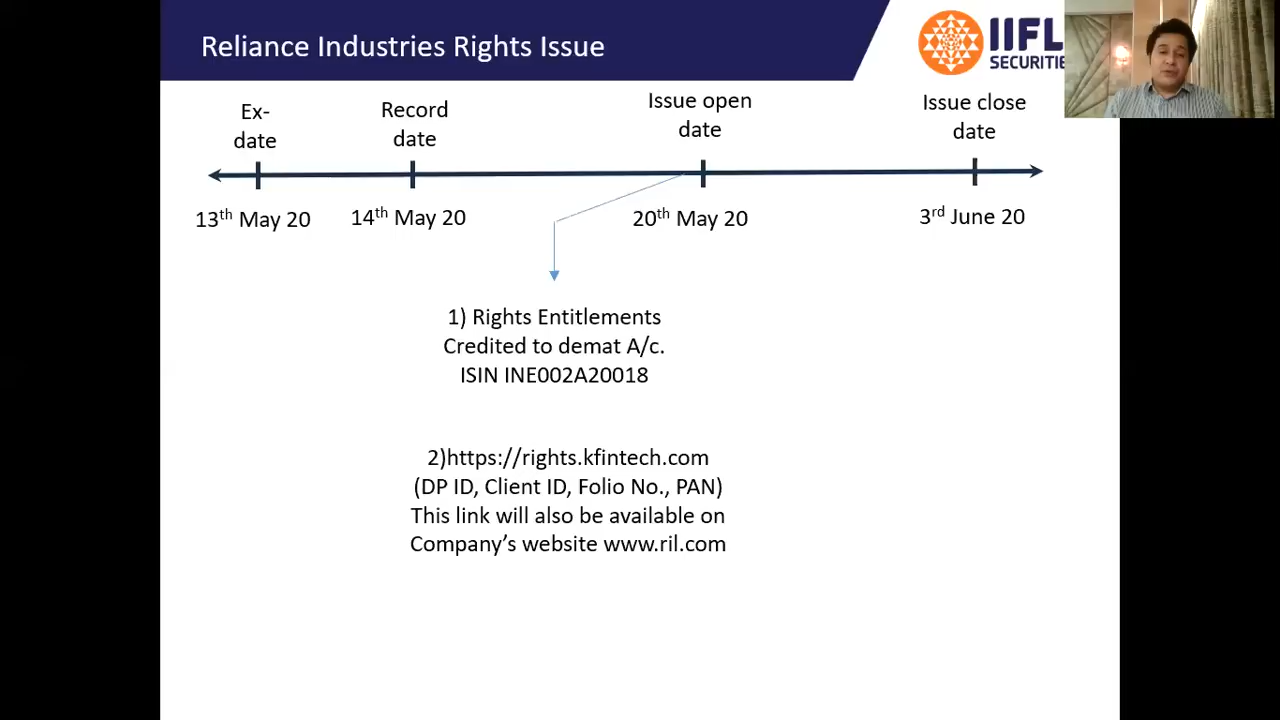 Reliance Industries Rights Issue
IIFL
SECURITIE
Ex-
date
Record
date
Issue open
date
Issue close
date
13th May 20
14th May 20
20th May 20
3rd June 20
1) Rights Entitlements
Credited to demat A/c.
ISIN INE002A20018
2)https://rights.kfintech.com
(DP ID, Client ID, Folio No., PAN)
This link will also be available on
Company’s website www.ril.com